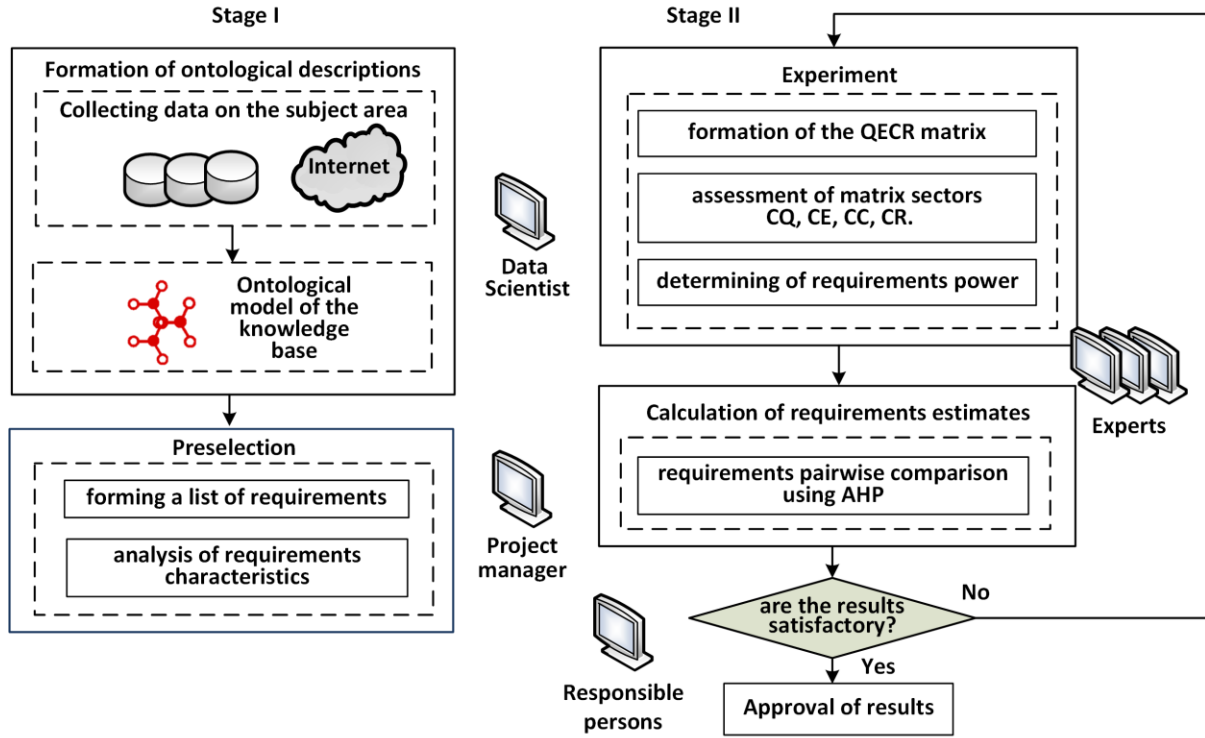 Stage I
Formation of ontological descriptions
Collecting data on the subject area
Internet
Ontological
model of the
knowledge
base
Preselection
forming a list of requirements
analysis of requirements
characteristics
Data
Scientist
Project
manager
Responsible
persons
Stage II
Experiment
formation of the QECR matrix
assessment of matrix sectors
CQ, CE, CC, CR.
determining of requirements power
Experts
Calculation of requirements estimates
requirements pairwise comparison
using AHP
are the results
satisfactory?
No
Yes
Approval of results